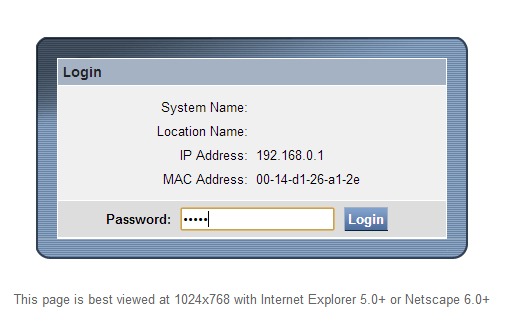 Login
System Name:
Location Name:
IP Address: 192.168.0.1
MAC Address: 00-14-d1-26-a1-2e
Password: ••••• Login
This page is best viewed at 1024x768 with Internet Explorer 5.0+ or Netscape 6.0+